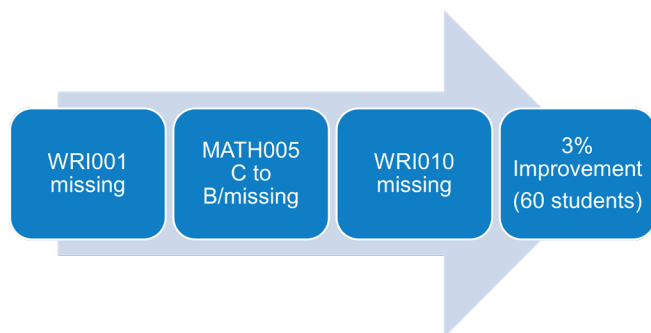 WRI001
missing
MATH005
C to
B/missing
WRI010
missing
3%
Improvement
(60 students)